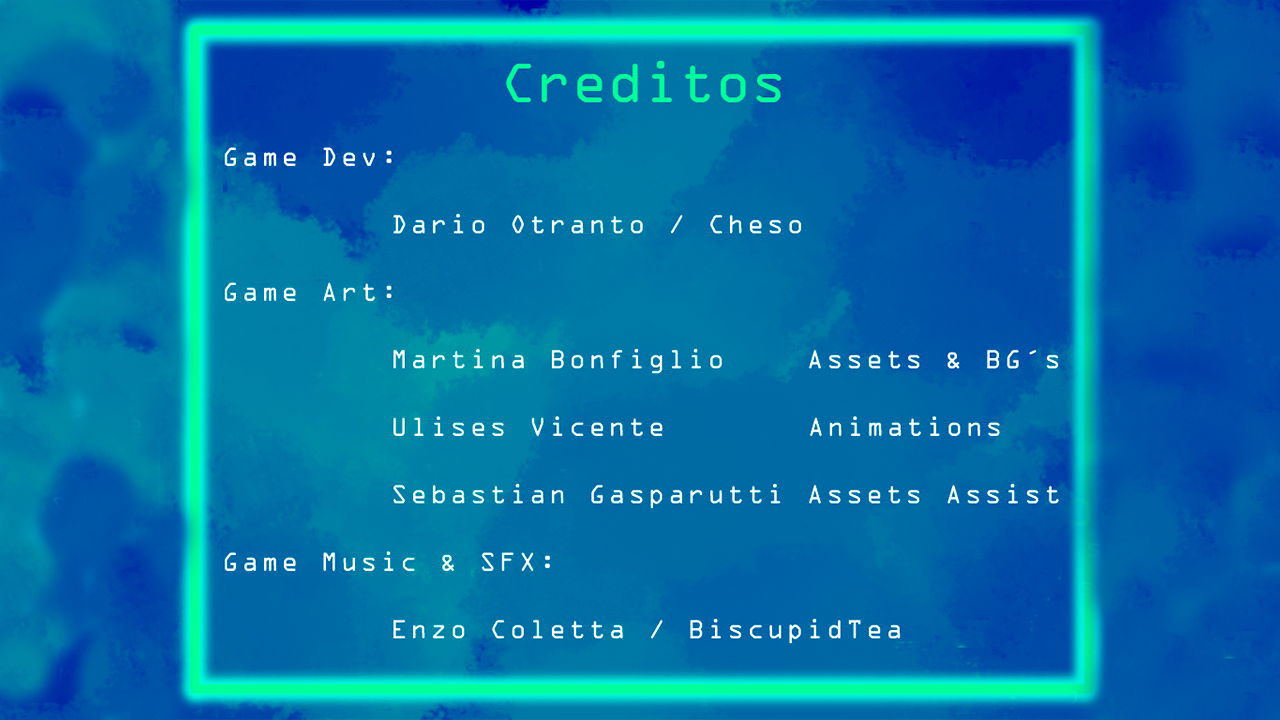 Creditos
Game Dev:
Dario Otranto / Cheso
Game Art:
Martina Bonfiglio Assets & BG´s
Ulises Vicente Animations
Sebastian Gasparutti Assets Assist
Game Music & SFX:
Enzo Coletta / BiscupidTea